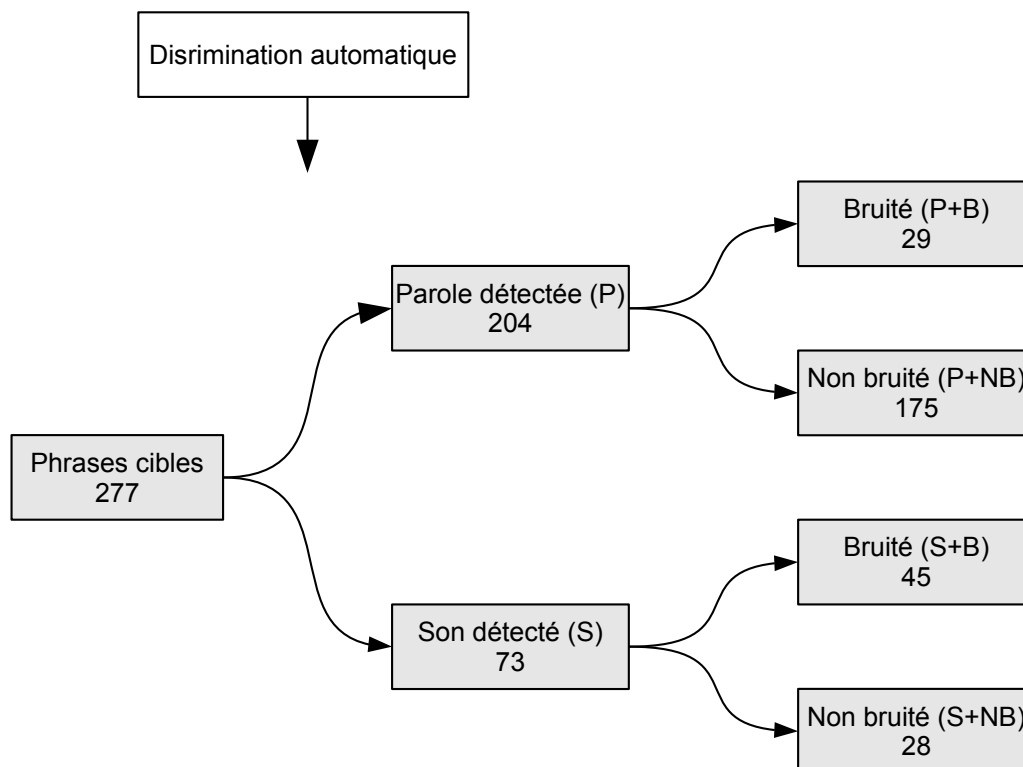 Disrimination automatique
Bruité (P+B)
29
Parole détectée (P)
204
Non bruité (P+NB)
175
Phrases cibles
277
Bruité (S+B)
45
Son détecté (S)
73
Non bruité (S+NB)
28